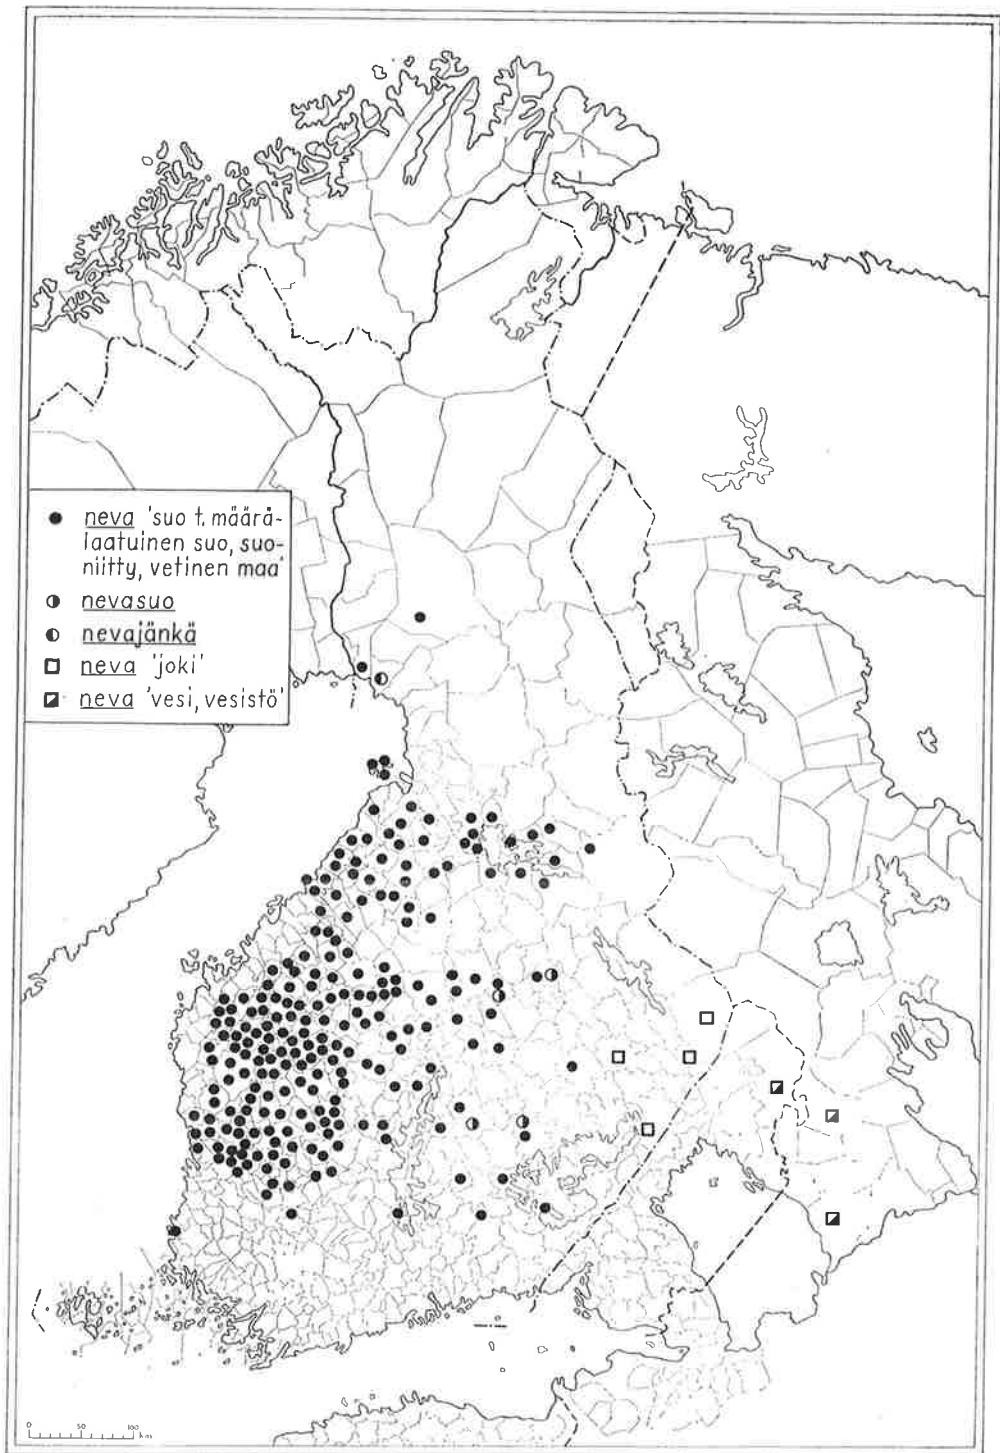 neva 'suo t. määrä-
laatuinen suo, suo-
niitty, vetinen maa'
nevasuo
nevajänkä
neva 'joki'
neva 'vesi, vesistö'
0 50 100
km